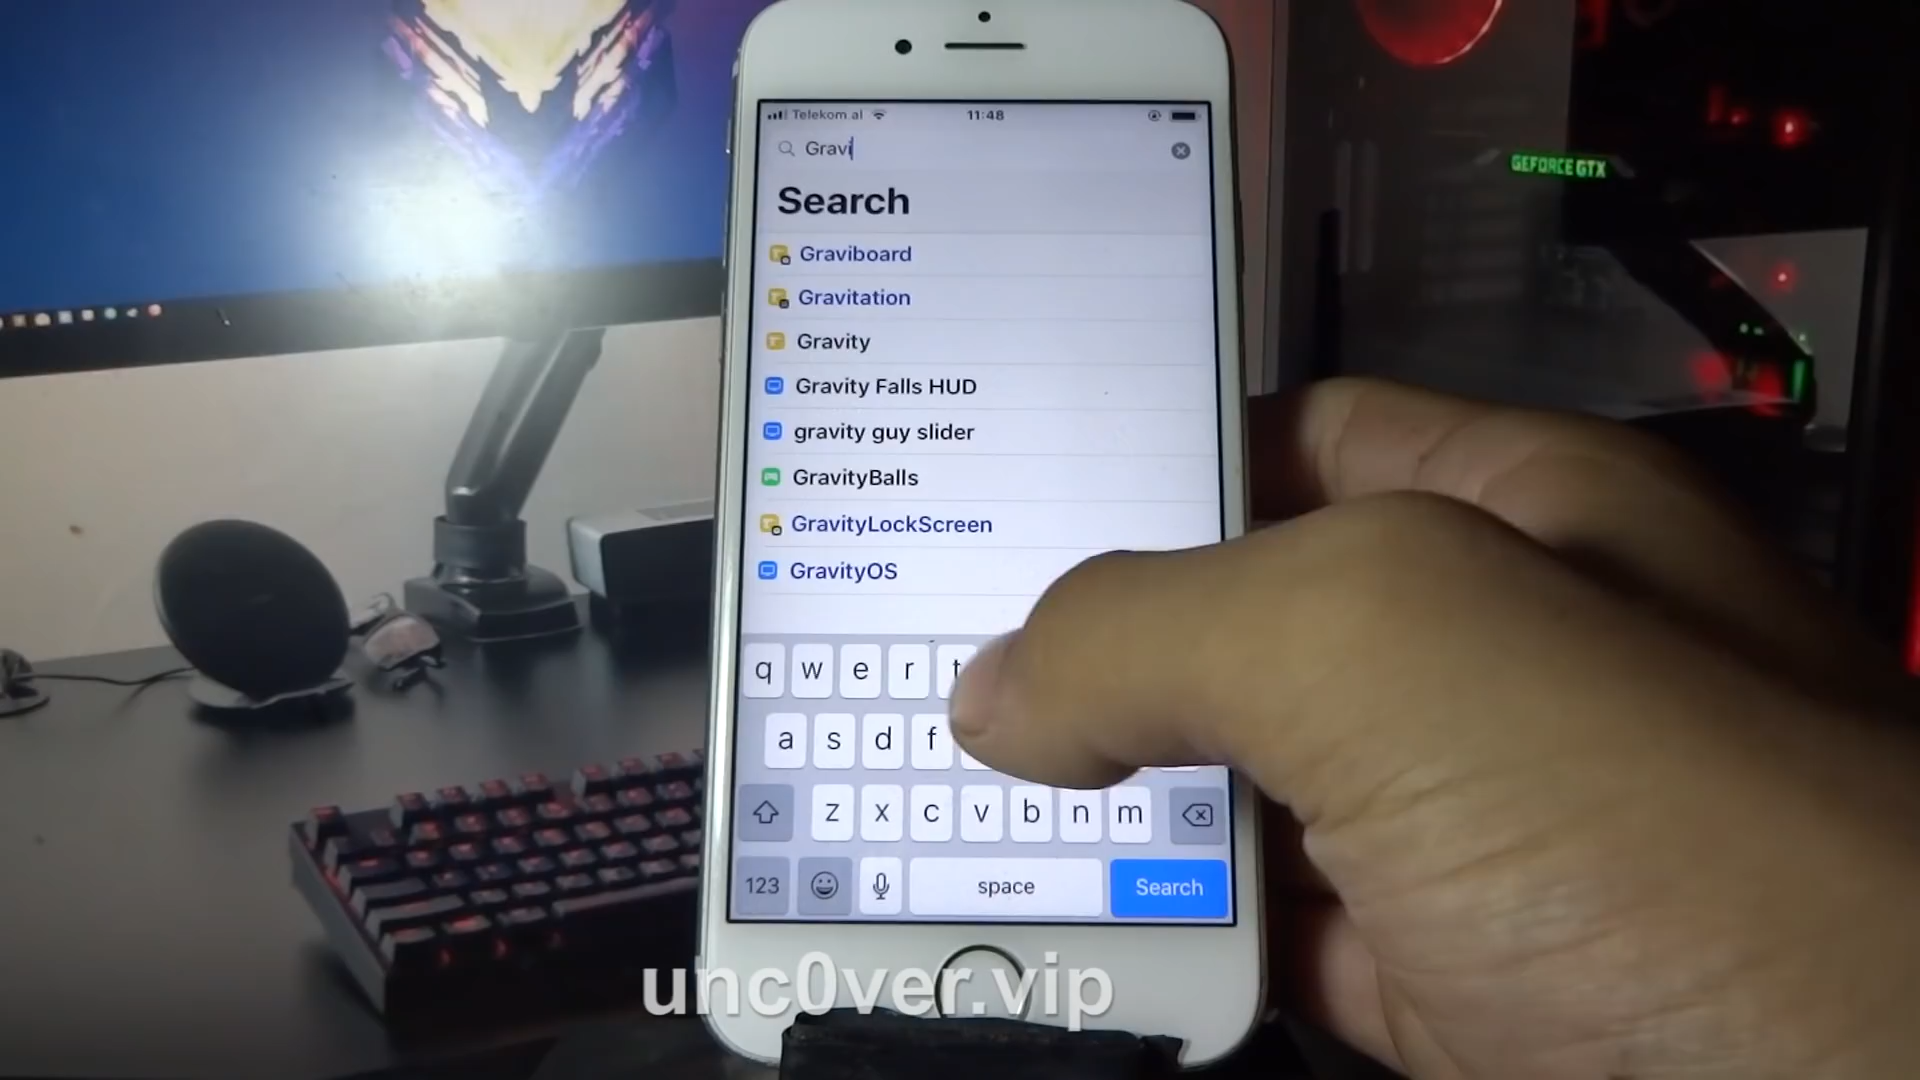 GEFORCE GTX
Telekom.al 11:48
Gravi
Search
Graviboard
Gravitation
Gravity
Gravity Falls HUD
gravity guy slider
GravityBalls
GravityLockScreen
GravityOS
q w e r t
a s d f
z x c v b n m
123 space Search
unc0ver.vip